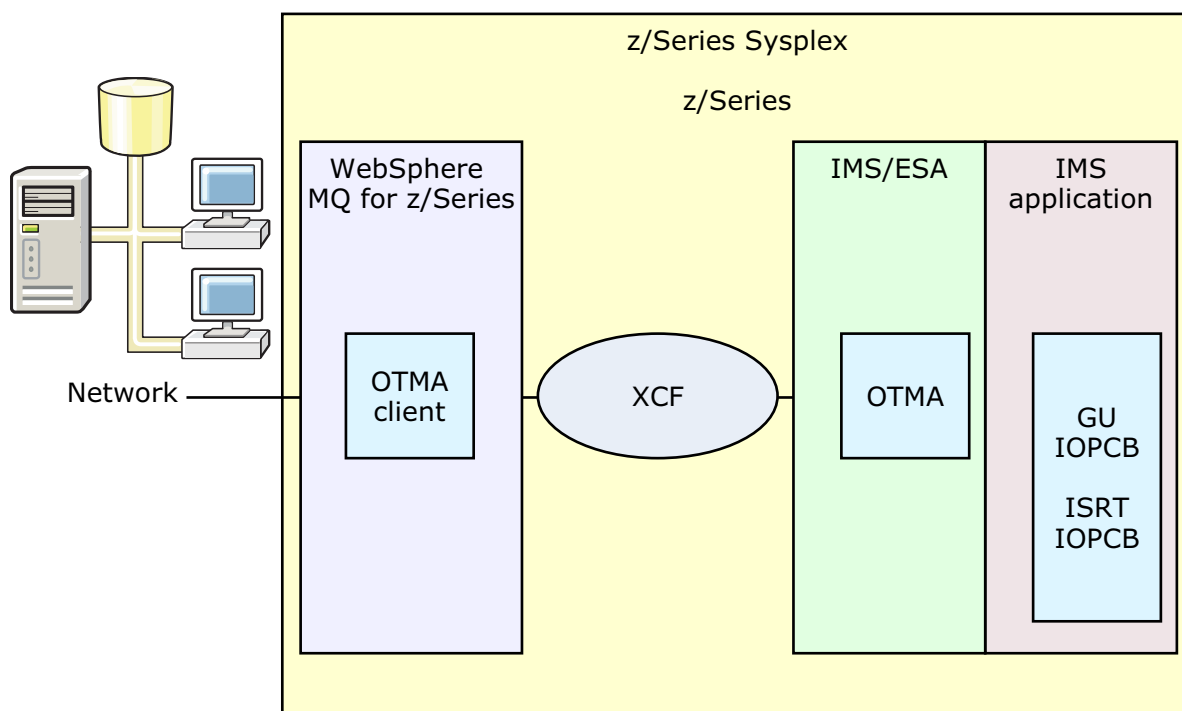 z/Series Sysplex
z/Series
WebSphere
MQ for z/Series
IMS/ESA
IMS
application
Network
OTMA
client
XCF
OTMA
GU
IOPCB
ISRT
IOPCB